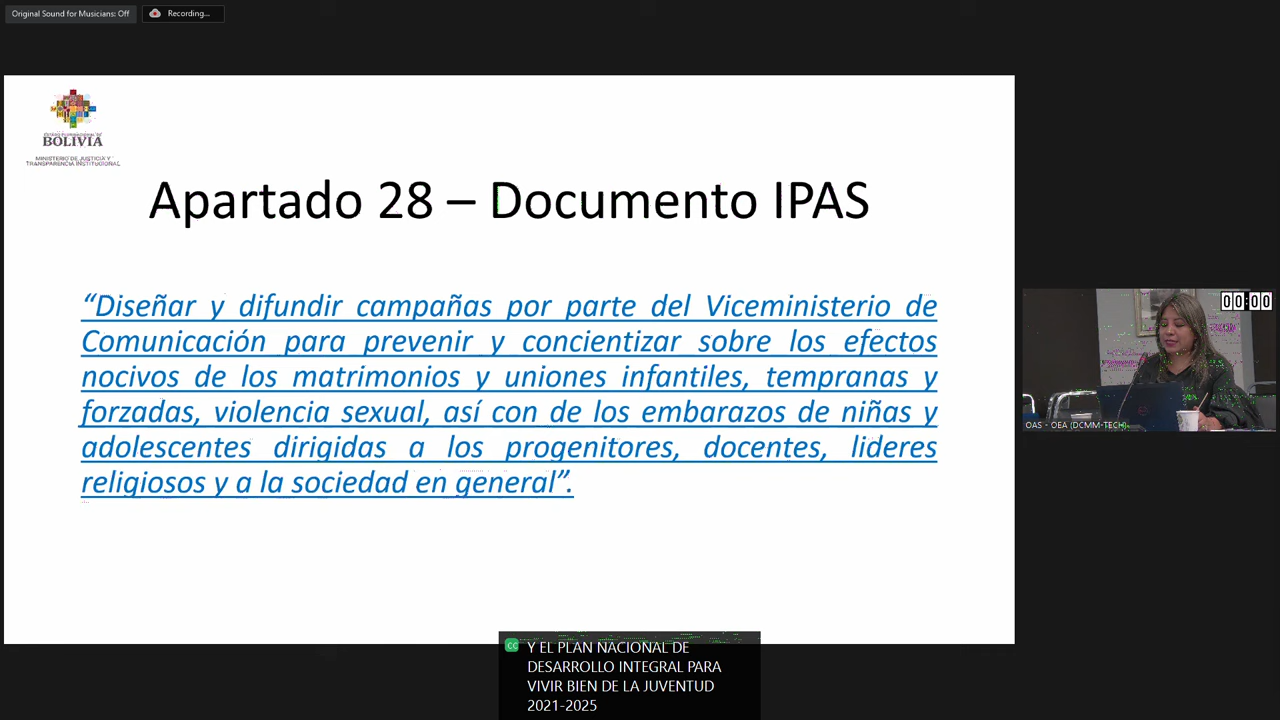 Original Sound for Musicians: Off
Recording...
ESTADO PLURINACIONAL DE
BOLIVIA
MINISTERIO DE JUSTICIA Y
TRANSPARENCIA INSTITUCIONAL
Apartado 28 – Documento IPAS
“Diseñar y difundir campañas por parte del Viceministerio de
Comunicación para prevenir y concientizar sobre los efectos
nocivos de los matrimonios y uniones infantiles, tempranas y
forzadas, violencia sexual, así con de los embarazos de niñas y
adolescentes dirigidas a los progenitores, docentes, lideres
religiosos y a la sociedad en general”.
00:00
OAS - OEA (DCMM-TECH)
CC
Y EL PLAN NACIONAL DE
DESARROLLO INTEGRAL PARA
VIVIR BIEN DE LA JUVENTUD
2021-2025